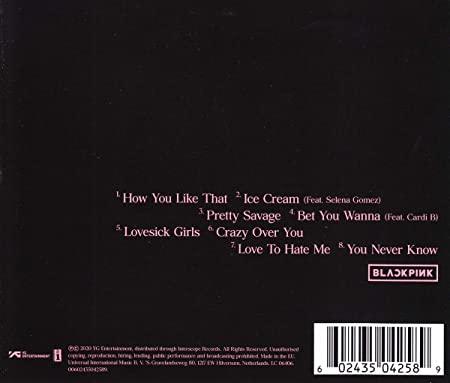 1. How You Like That 2. Ice Cream (Feat. Selena Gomez)
3. Pretty Savage 4. Bet You Wanna (Feat. Cardi B)
5. Lovesick Girls 6. Crazy Over You
7. Love To Hate Me 8. You Never Know
BLACKPINK
YG ENTERTAINMENT
℗ © 2020 YG Entertainment, distributed through Interscope Records. All Rights Reserved. Unauthorised
copying, reproduction, hiring, lending, public performance and broadcasting prohibited. Made in the EU.
Universal International Music B. V. 's-Gravelandseweg 80, 1217 EW Hilversum, Netherlands. LC 06406.
00602435042589.
6 02435 04258 9